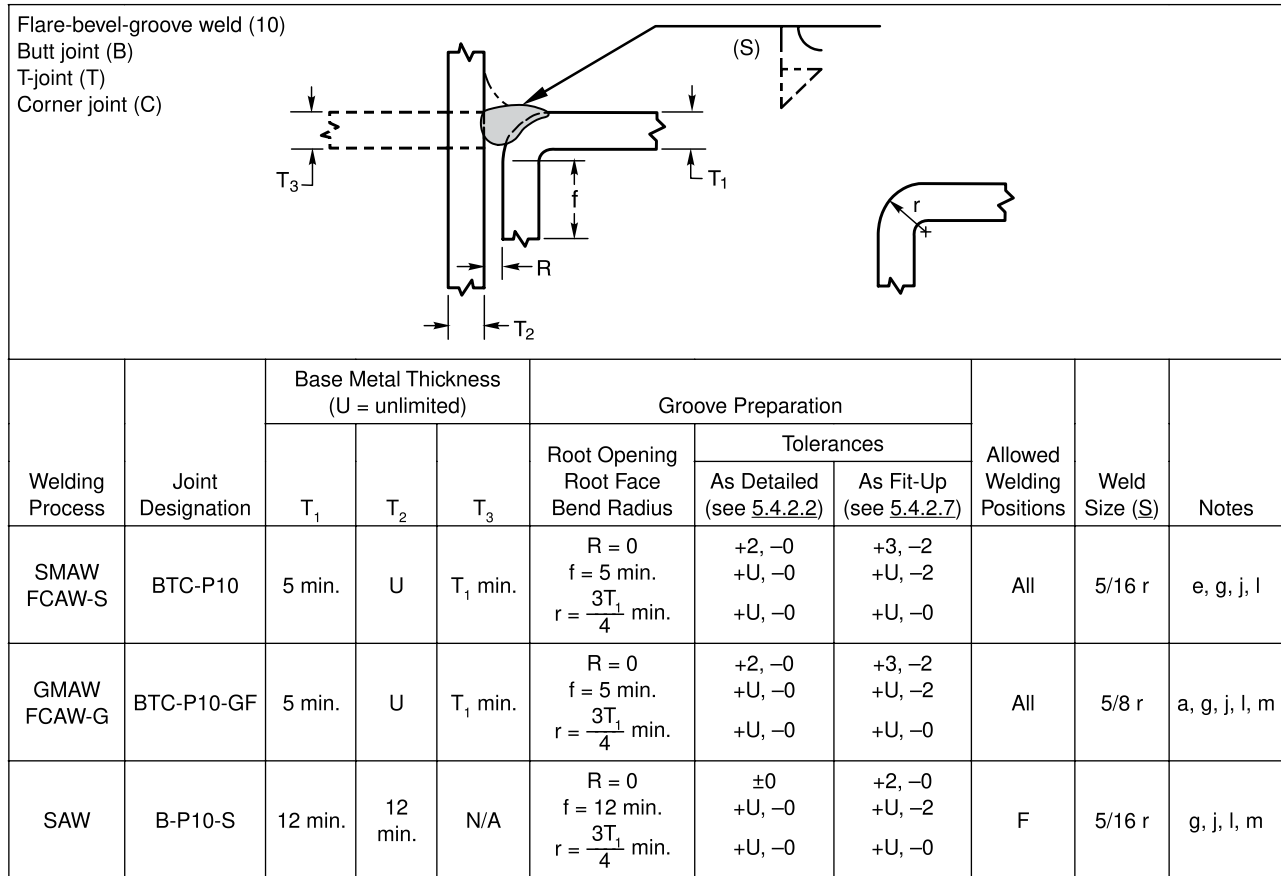 Flare-bevel-groove weld (10)
Butt joint (B)
T-joint (T)
Corner joint (C)
(S)
T3
T1
f
R
T2
r
Base Metal Thickness
(U = unlimited)
Groove Preparation
Welding
Process
Joint
Designation
T1
T2
T3
Root Opening
Root Face
Bend Radius
Tolerances
As Detailed
(see 5.4.2.2)
As Fit-Up
(see 5.4.2.7)
Allowed
Welding
Positions
Weld
Size (S)
Notes
SMAW
FCAW-S
BTC-P10
5 min.
U
T1 min.
R = 0
f = 5 min.
r = 3T1/4 min.
+2, –0
+U, –0
+U, –0
+3, –2
+U, –2
+U, –0
All
5/16 r
e, g, j, l
GMAW
FCAW-G
BTC-P10-GF
5 min.
U
T1 min.
R = 0
f = 5 min.
r = 3T1/4 min.
+2, –0
+U, –0
+U, –0
+3, –2
+U, –2
+U, –0
All
5/8 r
a, g, j, l, m
SAW
B-P10-S
12 min.
12
min.
N/A
R = 0
f = 12 min.
r = 3T1/4 min.
±0
+U, –0
+U, –0
+2, –0
+U, –2
+U, –0
F
5/16 r
g, j, l, m